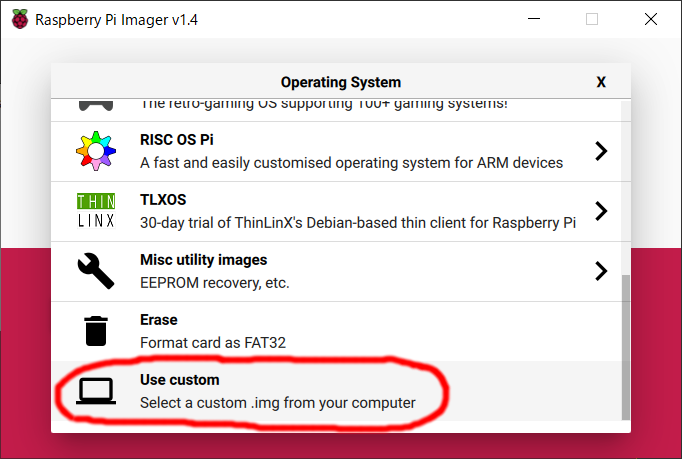 Raspberry Pi Imager v1.4
Operating System
X
The retro-gaming OS supporting 100+ gaming systems!
RISC OS Pi
A fast and easily customised operating system for ARM devices
THIN
LINX
TLXOS
30-day trial of ThinLinX's Debian-based thin client for Raspberry Pi
Misc utility images
EEPROM recovery, etc.
Erase
Format card as FAT32
Use custom
Select a custom .img from your computer